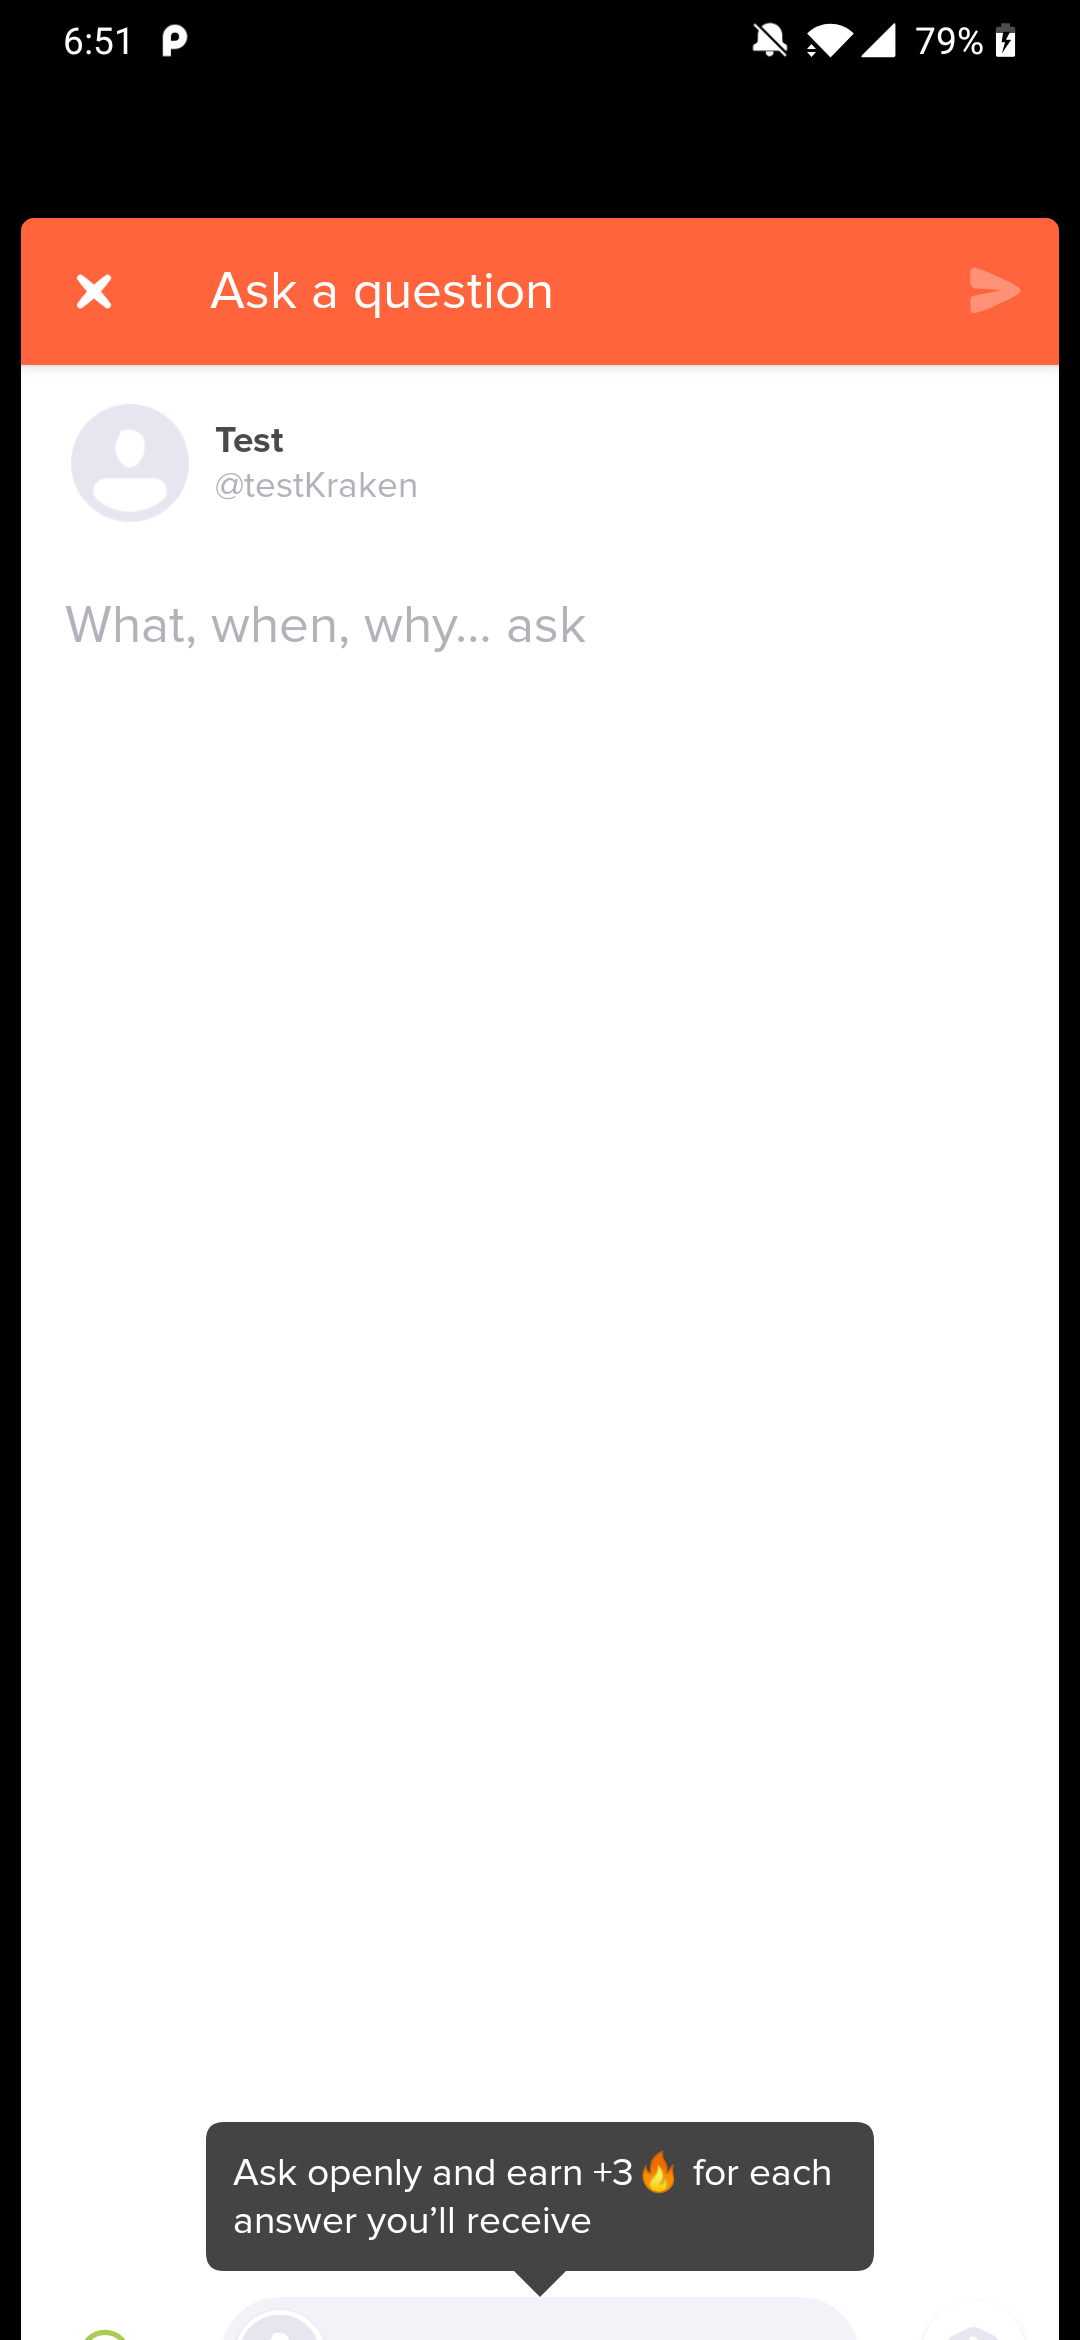 6:51 79%
Ask a question
Test
@testKraken
What, when, why... ask
Ask openly and earn +3🔥 for each
answer you’ll receive